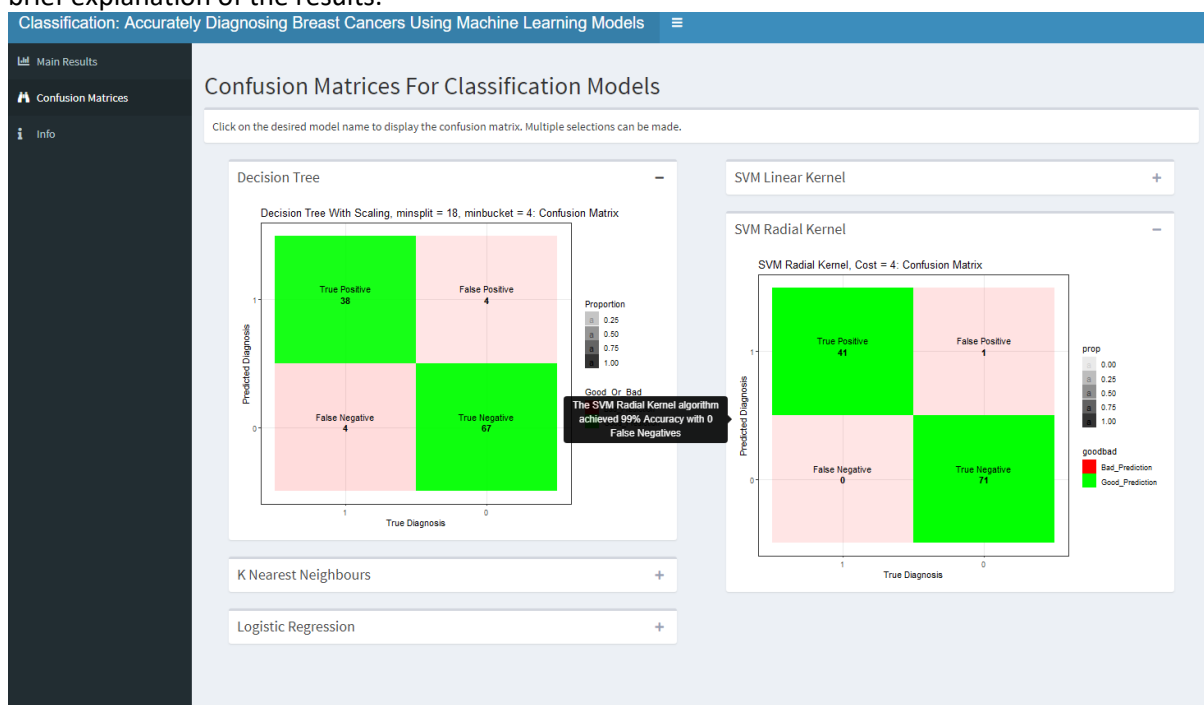 brief explanation of the results.
Classification: Accurately Diagnosing Breast Cancers Using Machine Learning Models
Main Results
Confusion Matrices
Info
Confusion Matrices For Classification Models
Click on the desired model name to display the confusion matrix. Multiple selections can be made.
Decision Tree
Decision Tree With Scaling, minsplit = 18, minbucket = 4: Confusion Matrix
True Positive
38
False Positive
4
False Negative
4
True Negative
67
1
0
Predicted Diagnosis
1
0
True Diagnosis
Proportion
a 0.25
a 0.50
a 0.75
a 1.00
Good_Or_Bad
The SVM Radial Kernel algorithm
achieved 99% Accuracy with 0
False Negatives
K Nearest Neighbours
Logistic Regression
SVM Linear Kernel
SVM Radial Kernel
SVM Radial Kernel, Cost = 4: Confusion Matrix
True Positive
41
False Positive
1
False Negative
0
True Negative
71
1
0
Predicted Diagnosis
1
0
True Diagnosis
prop
a 0.00
a 0.25
a 0.50
a 0.75
a 1.00
goodbad
Bad_Prediction
Good_Prediction